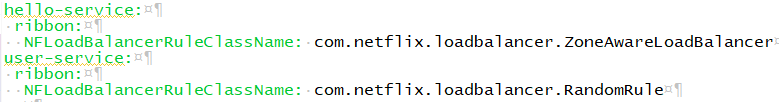 hello-service:
ribbon:
NFLoadBalancerRuleClassName: com.netflix.loadbalancer.ZoneAwareLoadBalancer
user-service:
ribbon:
NFLoadBalancerRuleClassName: com.netflix.loadbalancer.RandomRule